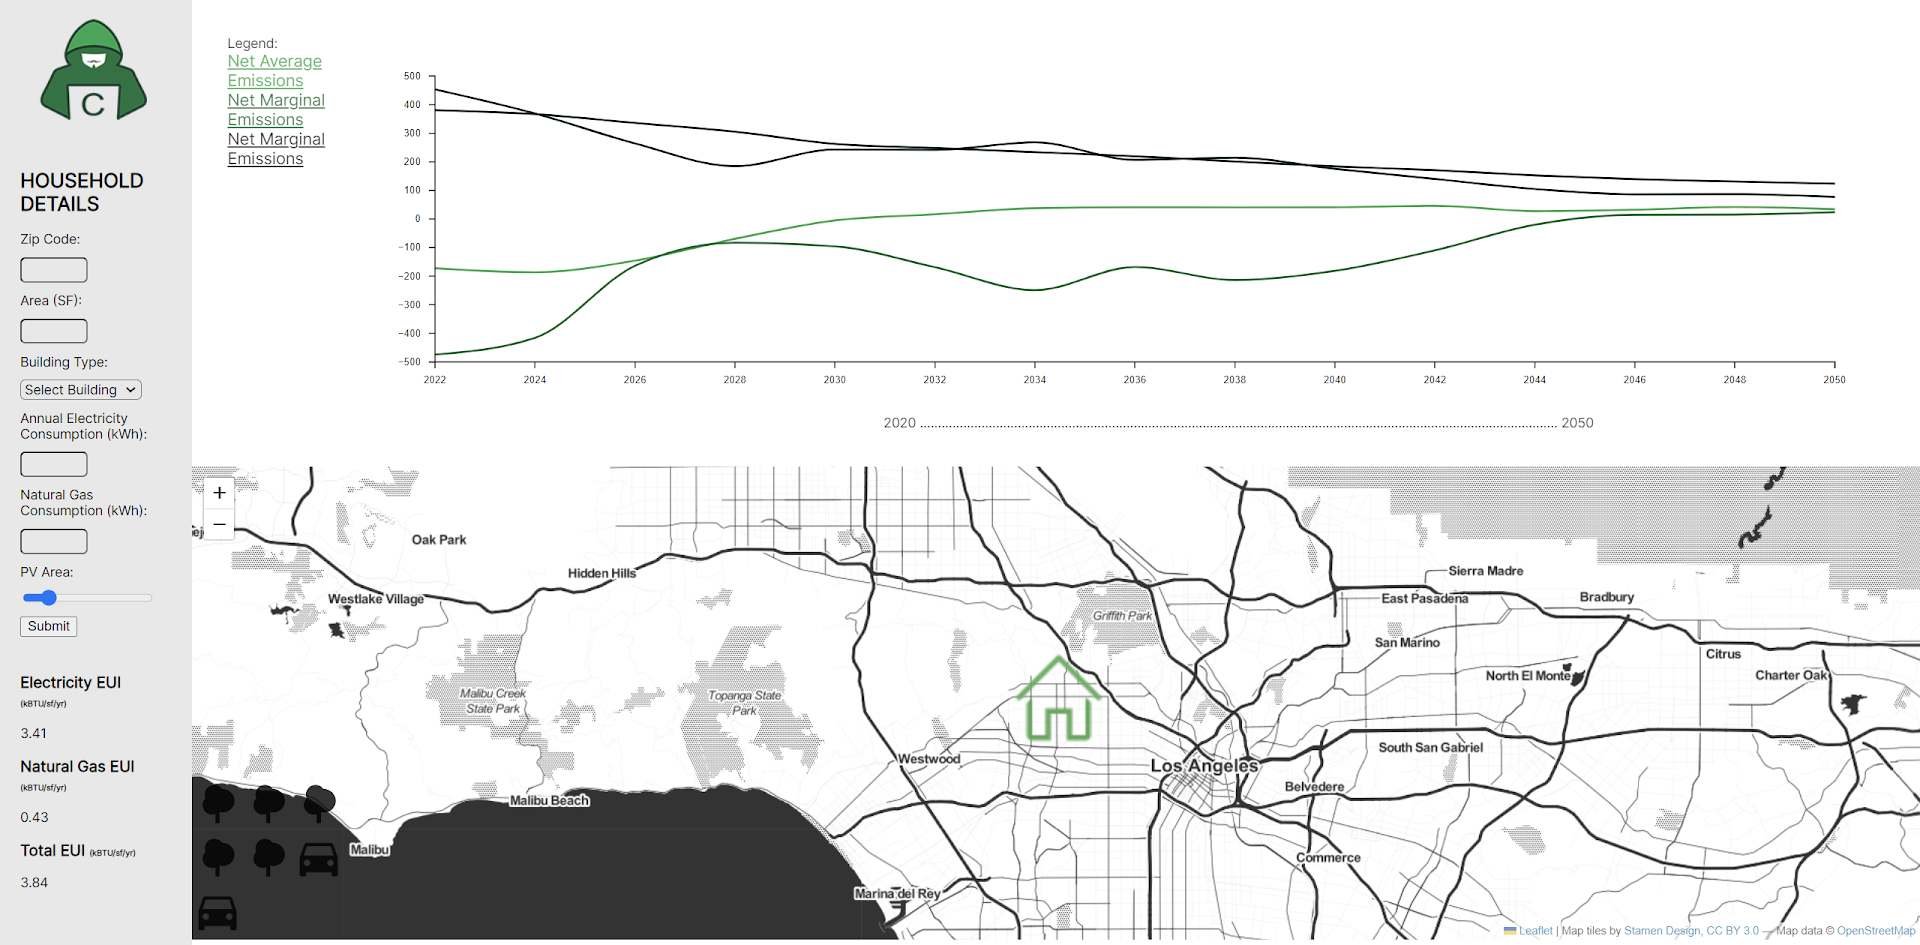 C
HOUSEHOLD
DETAILS
Zip Code:
Area (SF):
Building Type:
Select Building
Annual Electricity
Consumption (kWh):
Natural Gas
Consumption (kWh):
PV Area:
Submit
Electricity EUI
(kBTU/sf/yr)
3.41
Natural Gas EUI
(kBTU/sf/yr)
0.43
Total EUI (kBTU/sf/yr)
3.84
Legend:
Net Average
Emissions
Net Marginal
Emissions
Net Marginal
Emissions
500
400
300
200
100
0
−100
−200
−300
−400
−500
2022 2024 2026 2028 2030 2032 2034 2036 2038 2040 2042 2044 2046 2048 2050
2020 2050
+
−
Oak Park
Hidden Hills
Westlake Village
Sierra Madre
East Pasadena
Bradbury
Griffith Park
San Marino
Citrus
North El Monte
Charter Oak
Malibu Creek
State Park
Topanga State
Park
Westwood
South San Gabriel
Los Angeles
Belvedere
Malibu Beach
Malibu
Commerce
Marina del Rey
Leaflet | Map tiles by Stamen Design, CC BY 3.0 — Map data © OpenStreetMap